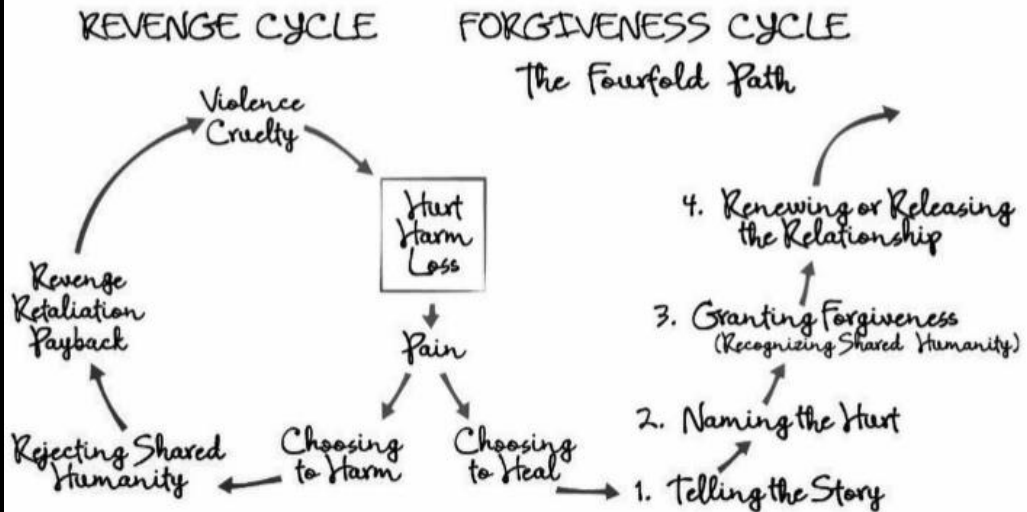 REVENGE CYCLE
FORGIVENESS CYCLE
The Fourfold Path
Violence
Cruelty
Hurt
Harm
Loss
Pain
Choosing
to Harm
Rejecting Shared
Humanity
Revenge
Retaliation
Payback
Choosing
to Heal
1. Telling the Story
2. Naming the Hurt
3. Granting Forgiveness
(Recognizing Shared Humanity)
4. Renewing or Releasing
the Relationship